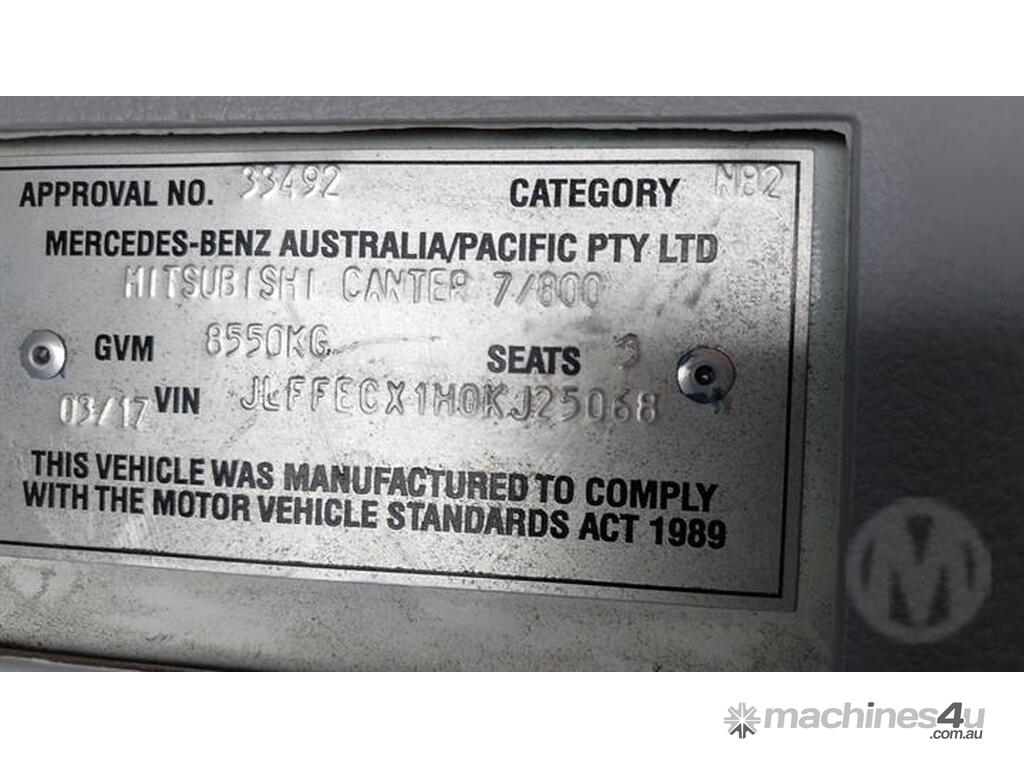 APPROVAL NO. 33492 CATEGORY NB2
MERCEDES-BENZ AUSTRALIA/PACIFIC PTY LTD
MITSUBISHI CANTER 7/800
GVM 8550KG SEATS 3
03/17 VIN JLFFECX1H0KJ25068
THIS VEHICLE WAS MANUFACTURED TO COMPLY
WITH THE MOTOR VEHICLE STANDARDS ACT 1989
M
machines4u
.com.au